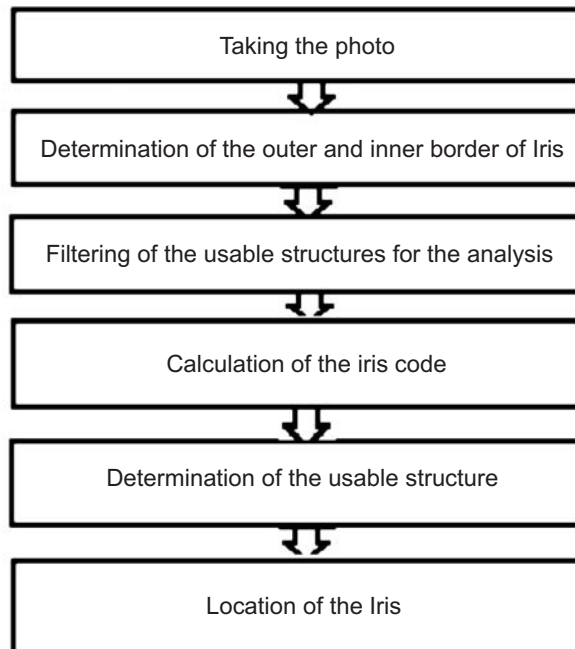 Taking the photo
Determination of the outer and inner border of Iris
Filtering of the usable structures for the analysis
Calculation of the iris code
Determination of the usable structure
Location of the Iris